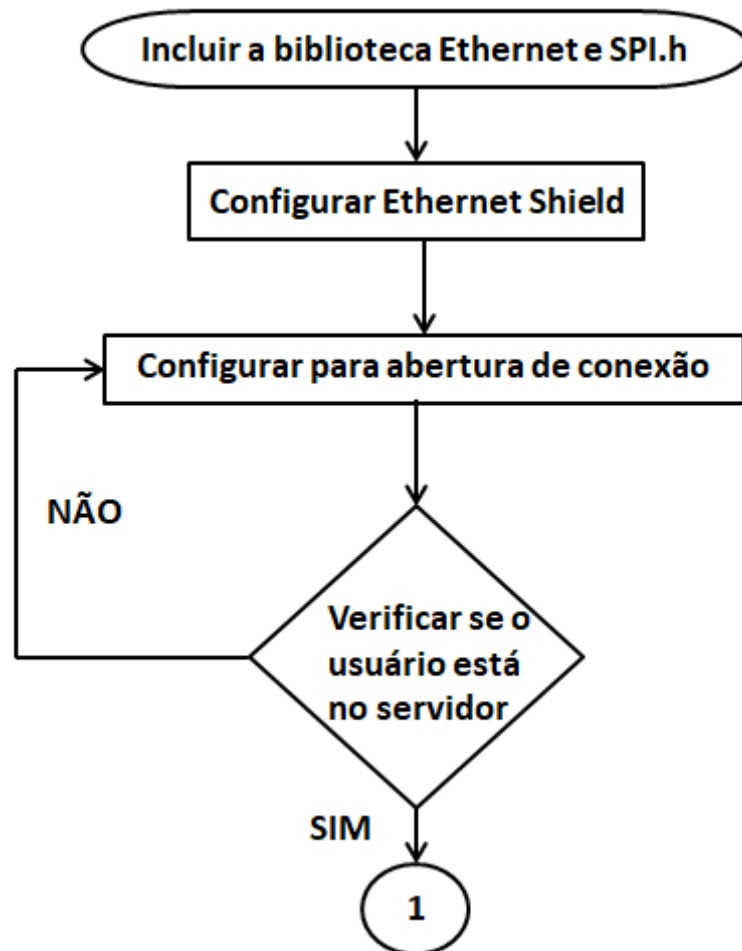 Incluir a biblioteca Ethernet e SPI.h
Configurar Ethernet Shield
Configurar para abertura de conexão
NÃO
Verificar se o
usuário está
no servidor
SIM
1